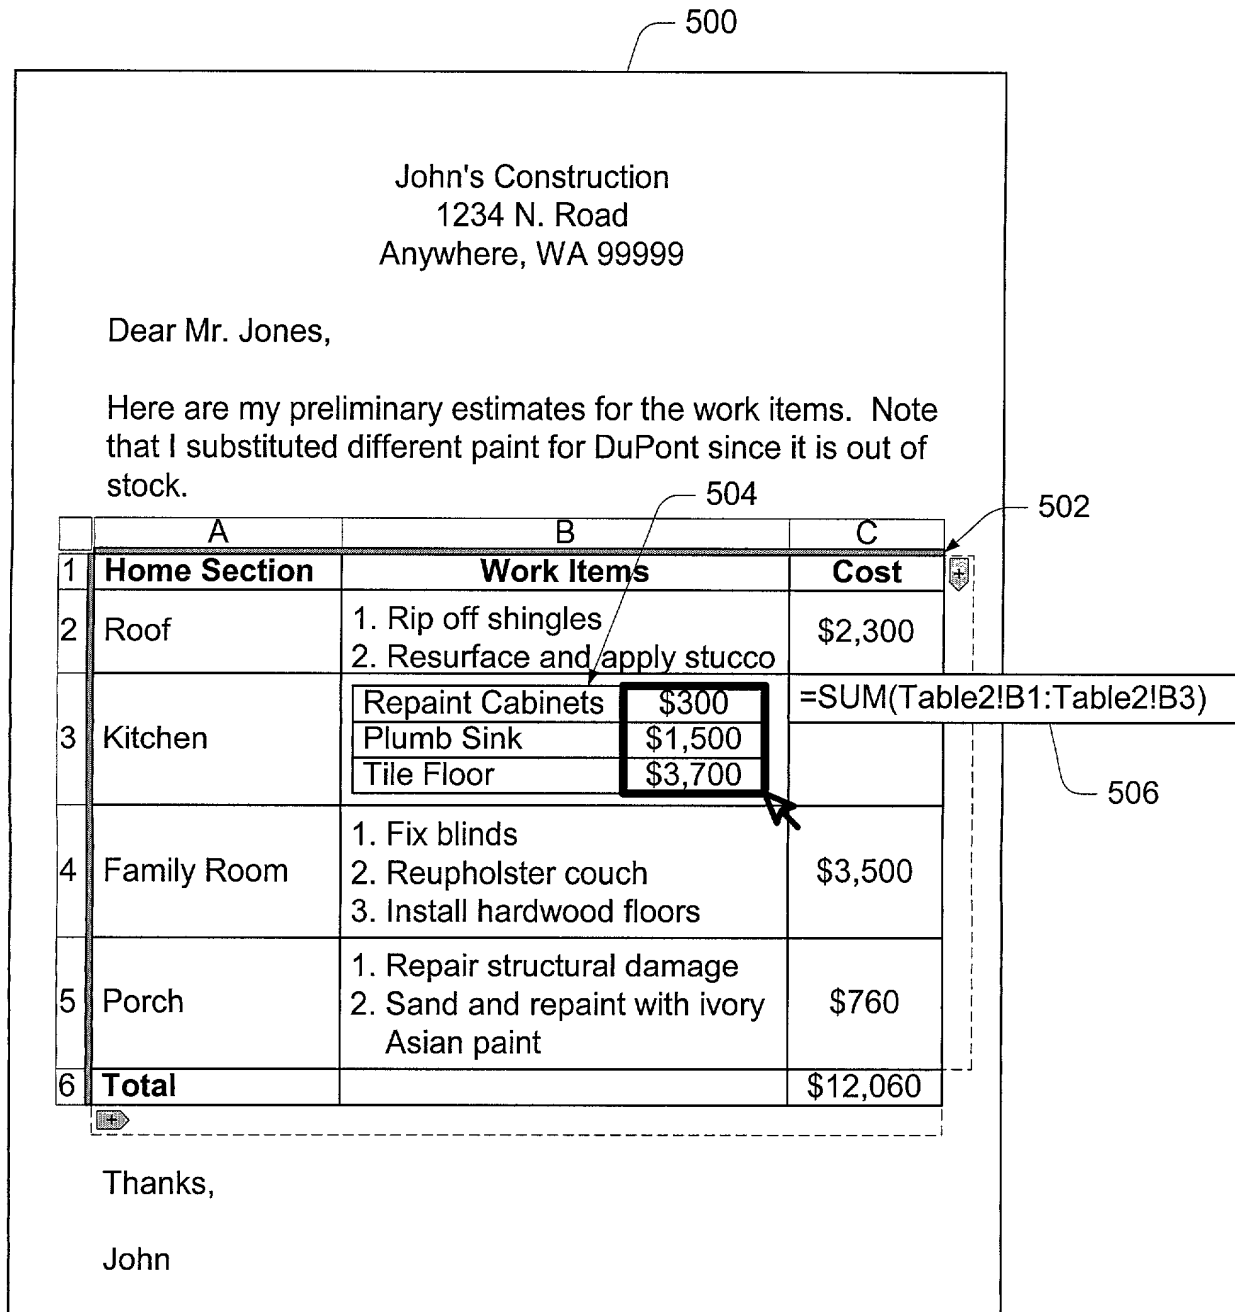 500
John's Construction
1234 N. Road
Anywhere, WA 99999
Dear Mr. Jones,
Here are my preliminary estimates for the work items. Note
that I substituted different paint for DuPont since it is out of
stock.
504
502
A B C
1 Home Section Work Items Cost +
2 Roof 1. Rip off shingles $2,300
2. Resurface and apply stucco
3 Kitchen Repaint Cabinets $300 =SUM(Table2!B1:Table2!B3)
Plumb Sink $1,500
Tile Floor $3,700
506
4 Family Room 1. Fix blinds $3,500
2. Reupholster couch
3. Install hardwood floors
5 Porch 1. Repair structural damage $760
2. Sand and repaint with ivory
Asian paint
6 Total $12,060
+
Thanks,
John